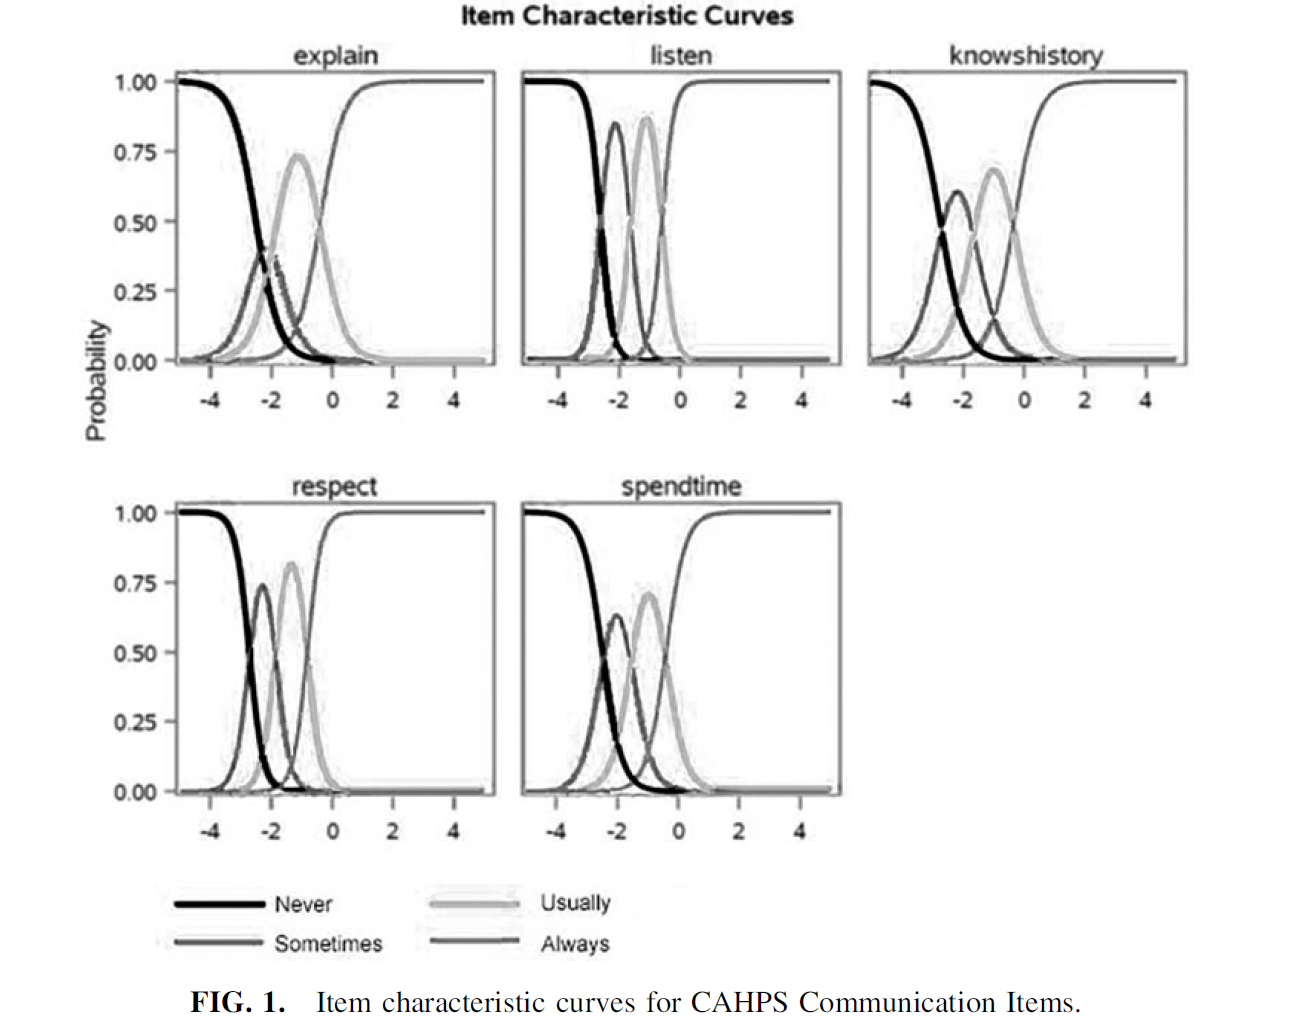 Item Characteristic Curves
explain listen knowshistory
1.00
0.75
0.50
0.25
0.00
Probability
-4 -2 0 2 4 -4 -2 0 2 4 -4 -2 0 2 4
respect spendtime
1.00
0.75
0.50
0.25
0.00
-4 -2 0 2 4 -4 -2 0 2 4
Never Usually
Sometimes Always
FIG. 1. Item characteristic curves for CAHPS Communication Items.